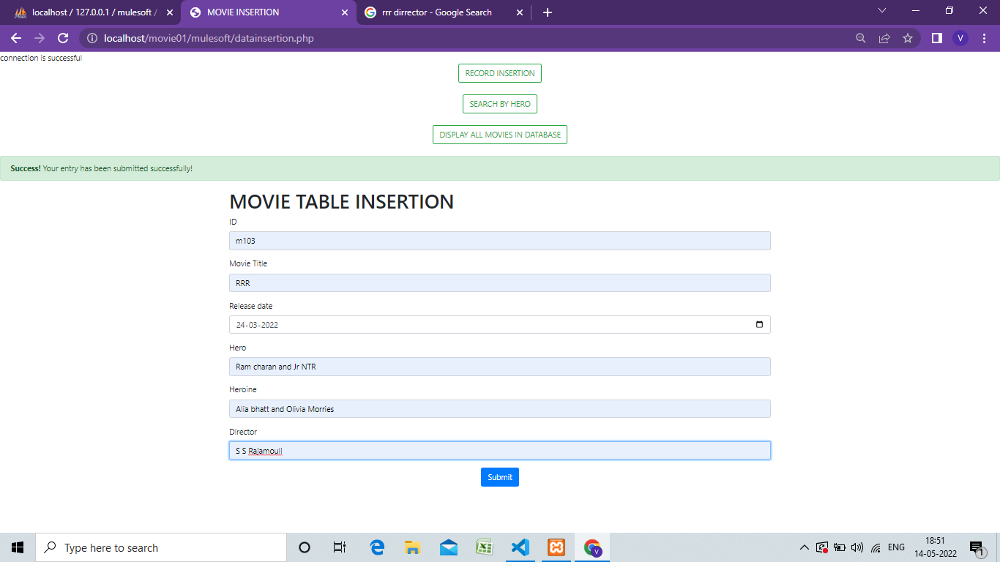 localhost / 127.0.0.1 / mulesoft /
MOVIE INSERTION
rrr dirrector - Google Search
localhost/movie01/mulesoft/datainsertion.php
V
connection is successful
RECORD INSERTION
SEARCH BY HERO
DISPLAY ALL MOVIES IN DATABASE
Success! Your entry has been submitted successfully!
MOVIE TABLE INSERTION
ID
m103
Movie Title
RRR
Release date
24-03-2022
Hero
Ram charan and Jr NTR
Heroine
Alia bhatt and Olivia Morries
Director
S S Rajamouli
Submit
Type here to search
V
ENG
18:51
14-05-2022
1